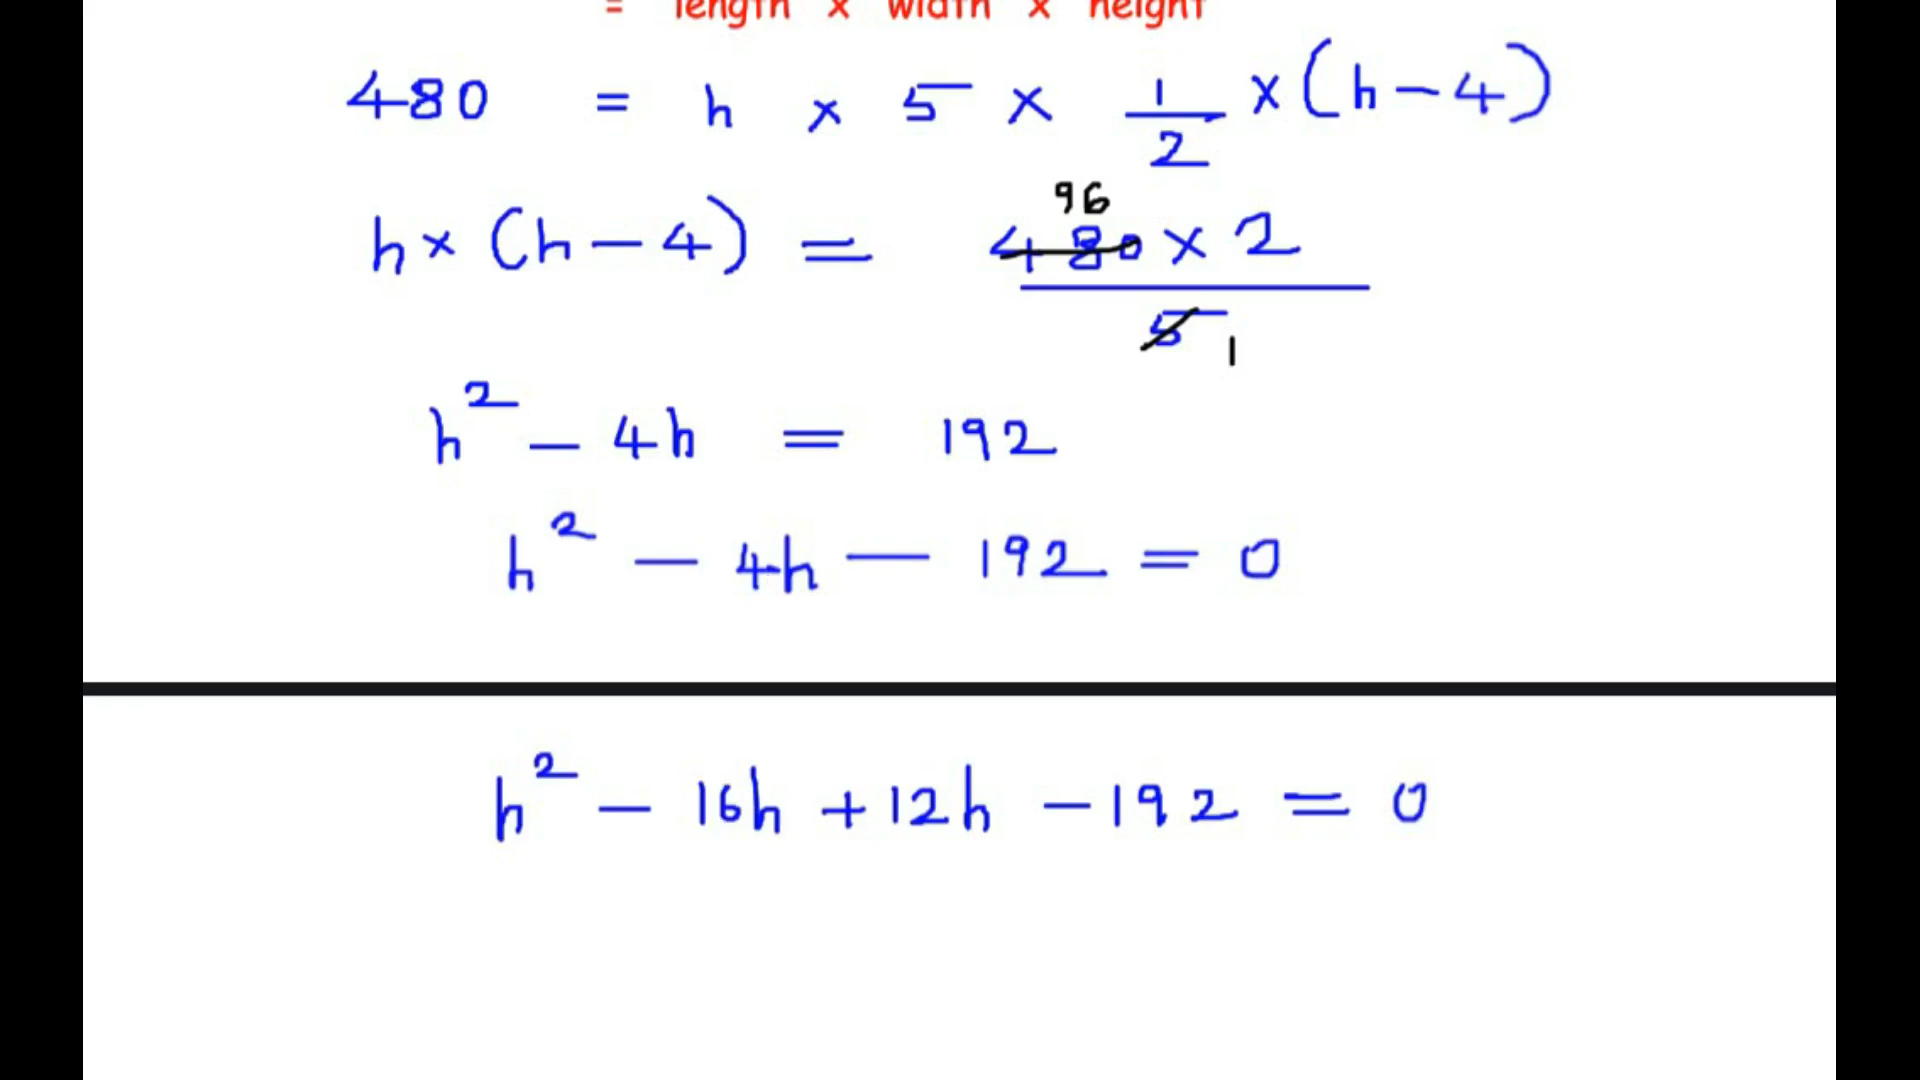 = length x width x height
480 = h × 5 × 1/2 × (h - 4)
96
h × (h - 4) = 480 × 2 / 5 1
h² - 4h = 192
h² - 4h - 192 = 0
h² - 16h + 12h - 192 = 0